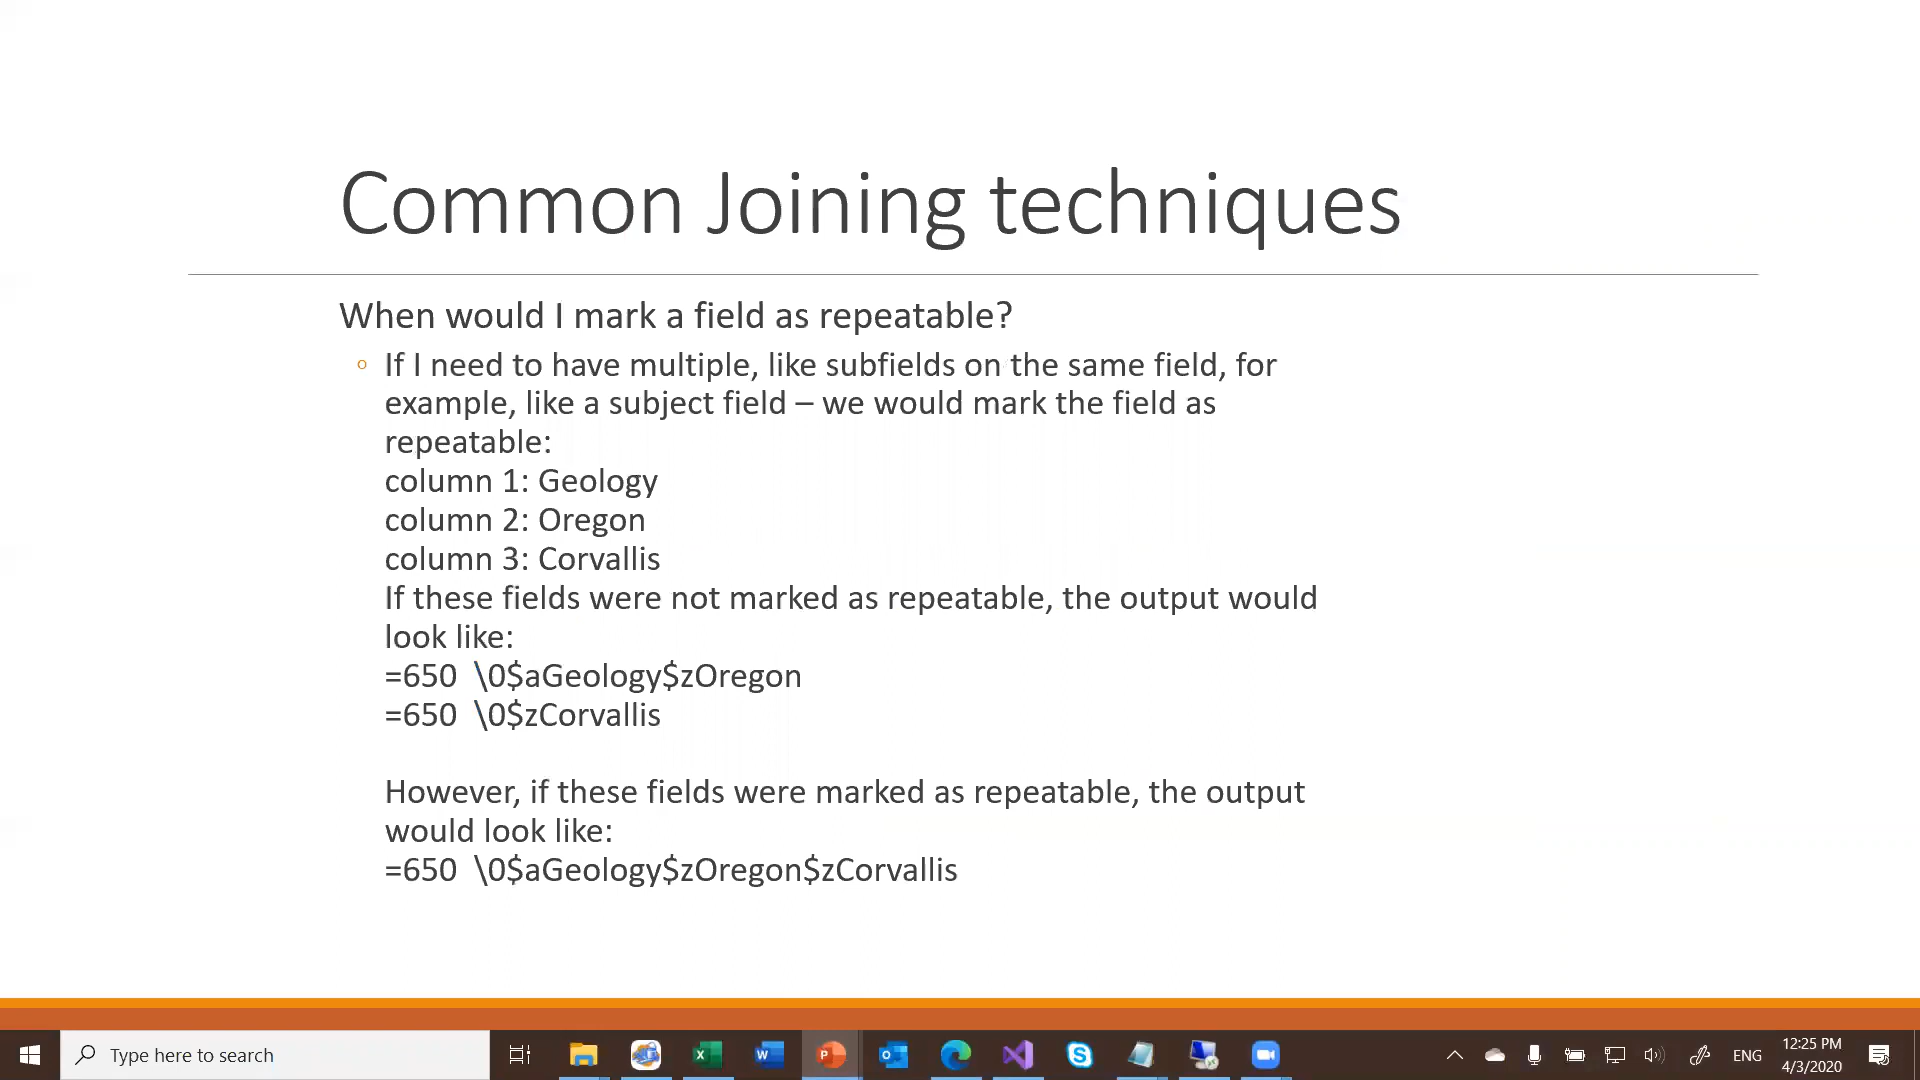 Common Joining techniques
When would I mark a field as repeatable?
If I need to have multiple, like subfields on the same field, for
example, like a subject field – we would mark the field as
repeatable:
column 1: Geology
column 2: Oregon
column 3: Corvallis
If these fields were not marked as repeatable, the output would
look like:
=650  \0$aGeology$zOregon
=650  \0$zCorvallis
However, if these fields were marked as repeatable, the output
would look like:
=650  \0$aGeology$zOregon$zCorvallis
Type here to search
ENG
12:25 PM
4/3/2020